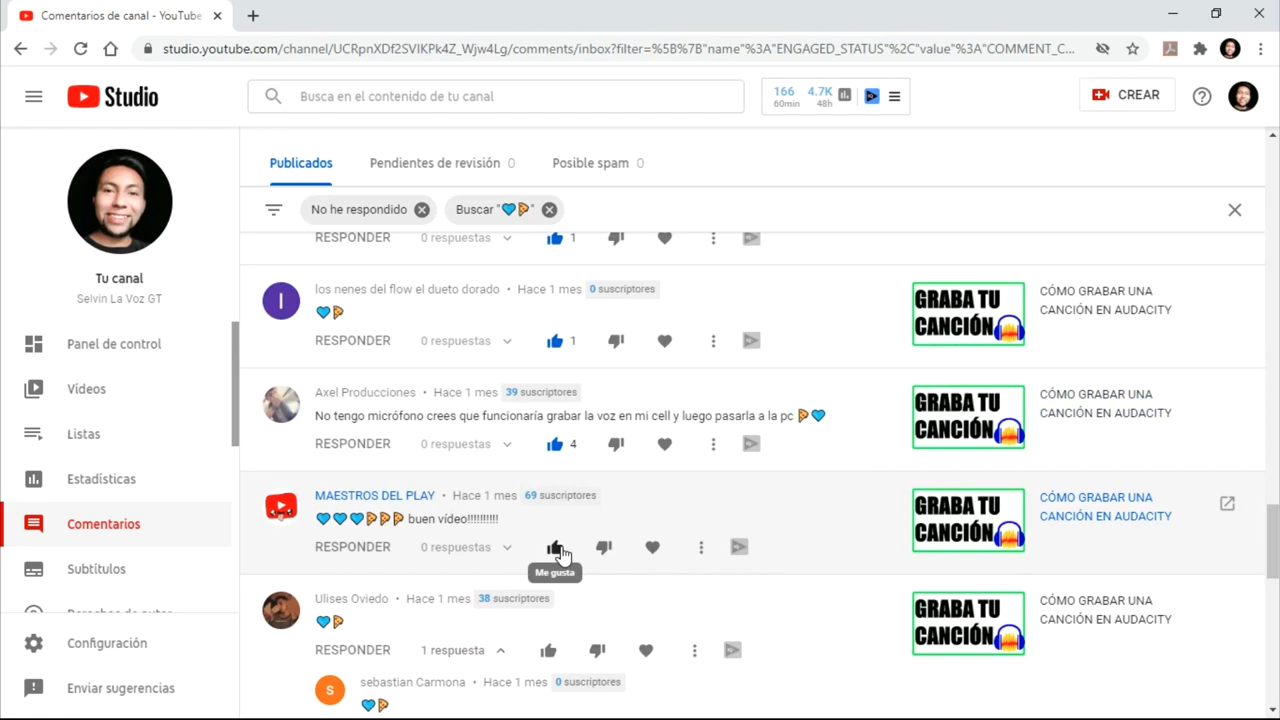 Comentarios de canal - YouTube
studio.youtube.com/channel/UCRpnXDf2SVIKPk4Z_Wjw4Lg/comments/inbox?filter=%5B%7B"name"%3A"ENGAGED_STATUS"%2C"value"%3A"COMMENT_C...
Studio
Busca en el contenido de tu canal
166 60min 4.7K 48h
CREAR
Publicados Pendientes de revisión 0 Posible spam 0
No he respondido Buscar "💙🍕"
RESPONDER 0 respuestas 1
Tu canal
Selvin La Voz GT
Panel de control
Vídeos
Listas
Estadísticas
Comentarios
Subtítulos
Derechos de autor
Configuración
Enviar sugerencias
los nenes del flow el dueto dorado • Hace 1 mes 0 suscriptores
💙🍕
RESPONDER 0 respuestas 1
GRABA TU
CANCIÓN
CÓMO GRABAR UNA
CANCIÓN EN AUDACITY
Axel Producciones • Hace 1 mes 39 suscriptores
No tengo micrófono crees que funcionaría grabar la voz en mi cell y luego pasarla a la pc 🍕💙
RESPONDER 0 respuestas 4
GRABA TU
CANCIÓN
CÓMO GRABAR UNA
CANCIÓN EN AUDACITY
MAESTROS DEL PLAY • Hace 1 mes 69 suscriptores
💙💙💙🍕🍕🍕 buen vídeo!!!!!!!!!!
RESPONDER 0 respuestas
Me gusta
GRABA TU
CANCIÓN
CÓMO GRABAR UNA
CANCIÓN EN AUDACITY
Ulises Oviedo • Hace 1 mes 38 suscriptores
💙🍕
RESPONDER 1 respuesta
GRABA TU
CANCIÓN
CÓMO GRABAR UNA
CANCIÓN EN AUDACITY
S
sebastian Carmona • Hace 1 mes 0 suscriptores
💙🍕